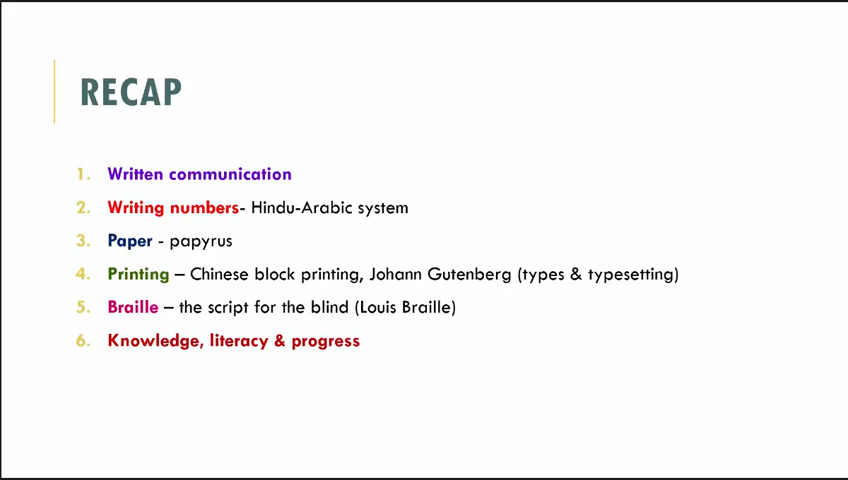 RECAP
1. Written communication
2. Writing numbers- Hindu-Arabic system
3. Paper - papyrus
4. Printing – Chinese block printing, Johann Gutenberg (types & typesetting)
5. Braille – the script for the blind (Louis Braille)
6. Knowledge, literacy & progress